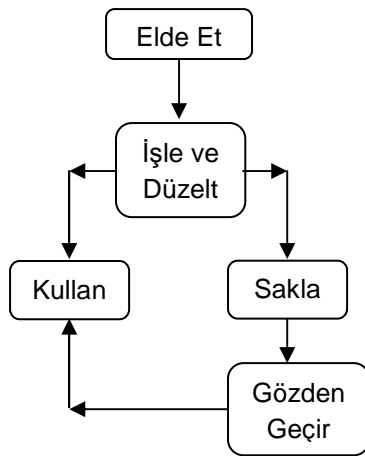 Elde Et
İşle ve
Düzelt
Kullan
Sakla
Gözden
Geçir